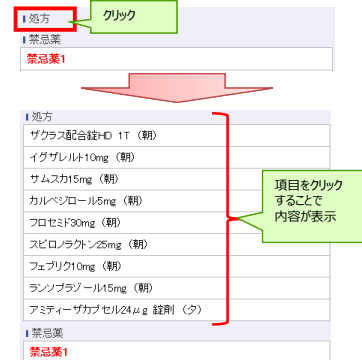 処方
クリック
禁忌薬
禁忌薬1
処方
ザクラス配合錠HD 1T (朝)
イグザレルト10mg (朝)
サムスカ15mg (朝)
カルベジロール5mg (朝)
フロセミド30mg (朝)
スピロノラクトン25mg (朝)
フェブリク10mg (朝)
ランソプラゾール15mg (朝)
アミティーザカプセル24μg 錠剤 (夕)
項目をクリック
することで
内容が表示
禁忌薬
禁忌薬1